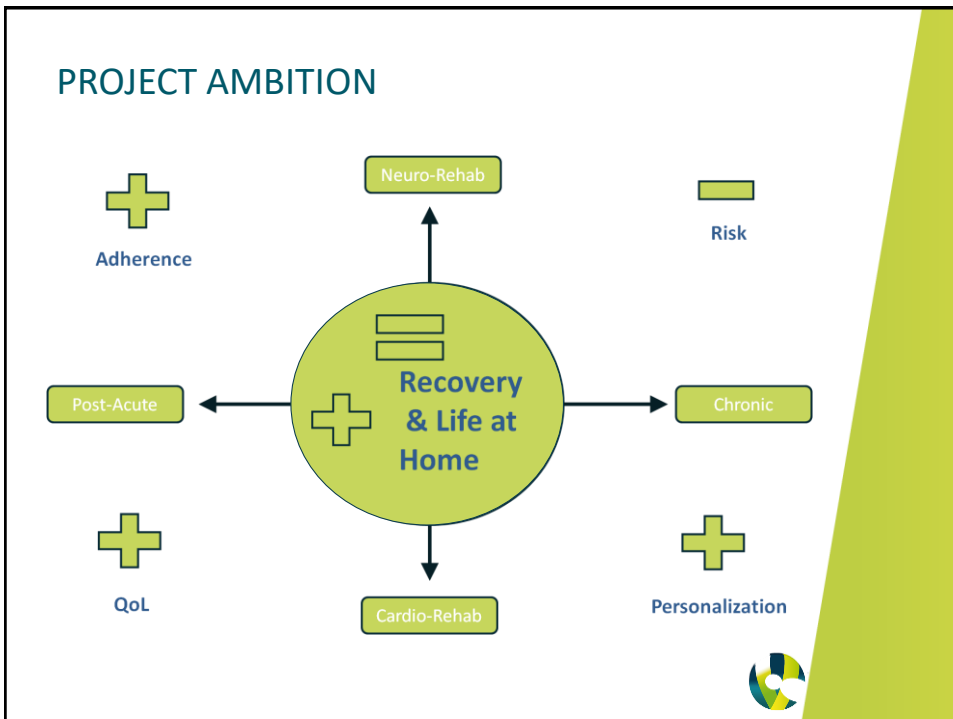 PROJECT AMBITION
Neuro-Rehab
Adherence
Risk
Recovery
& Life at
Home
Post-Acute
Chronic
QoL
Cardio-Rehab
Personalization